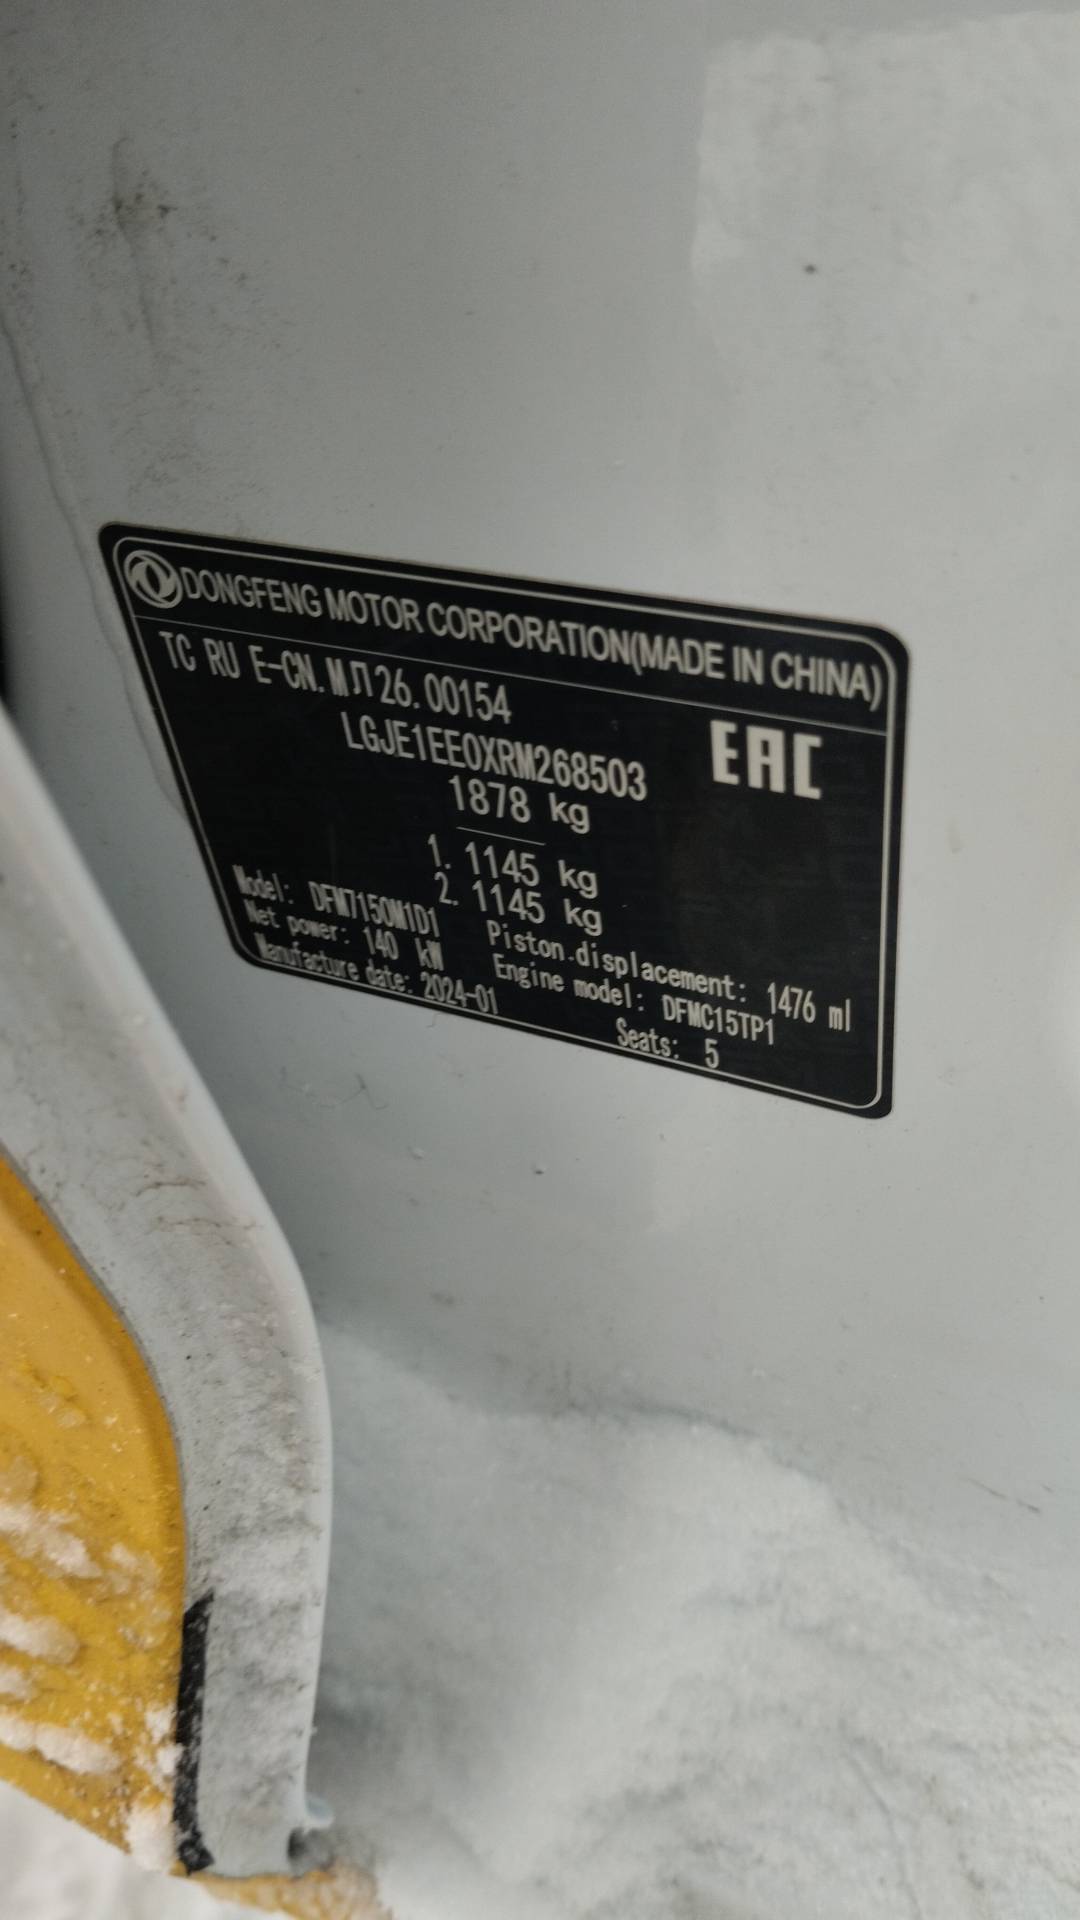 DONGFENG MOTOR CORPORATION(MADE IN CHINA)
TC RU E-CN.МЛ26.00154
EAC
LGJE1EE0XRM268503
1878 kg
1. 1145 kg
2. 1145 kg
Model: DFM7150M1D1 Piston.displacement: 1476 ml
Net power: 140 kW Engine model: DFMC15TP1
Manufacture date: 2024-01 Seats: 5